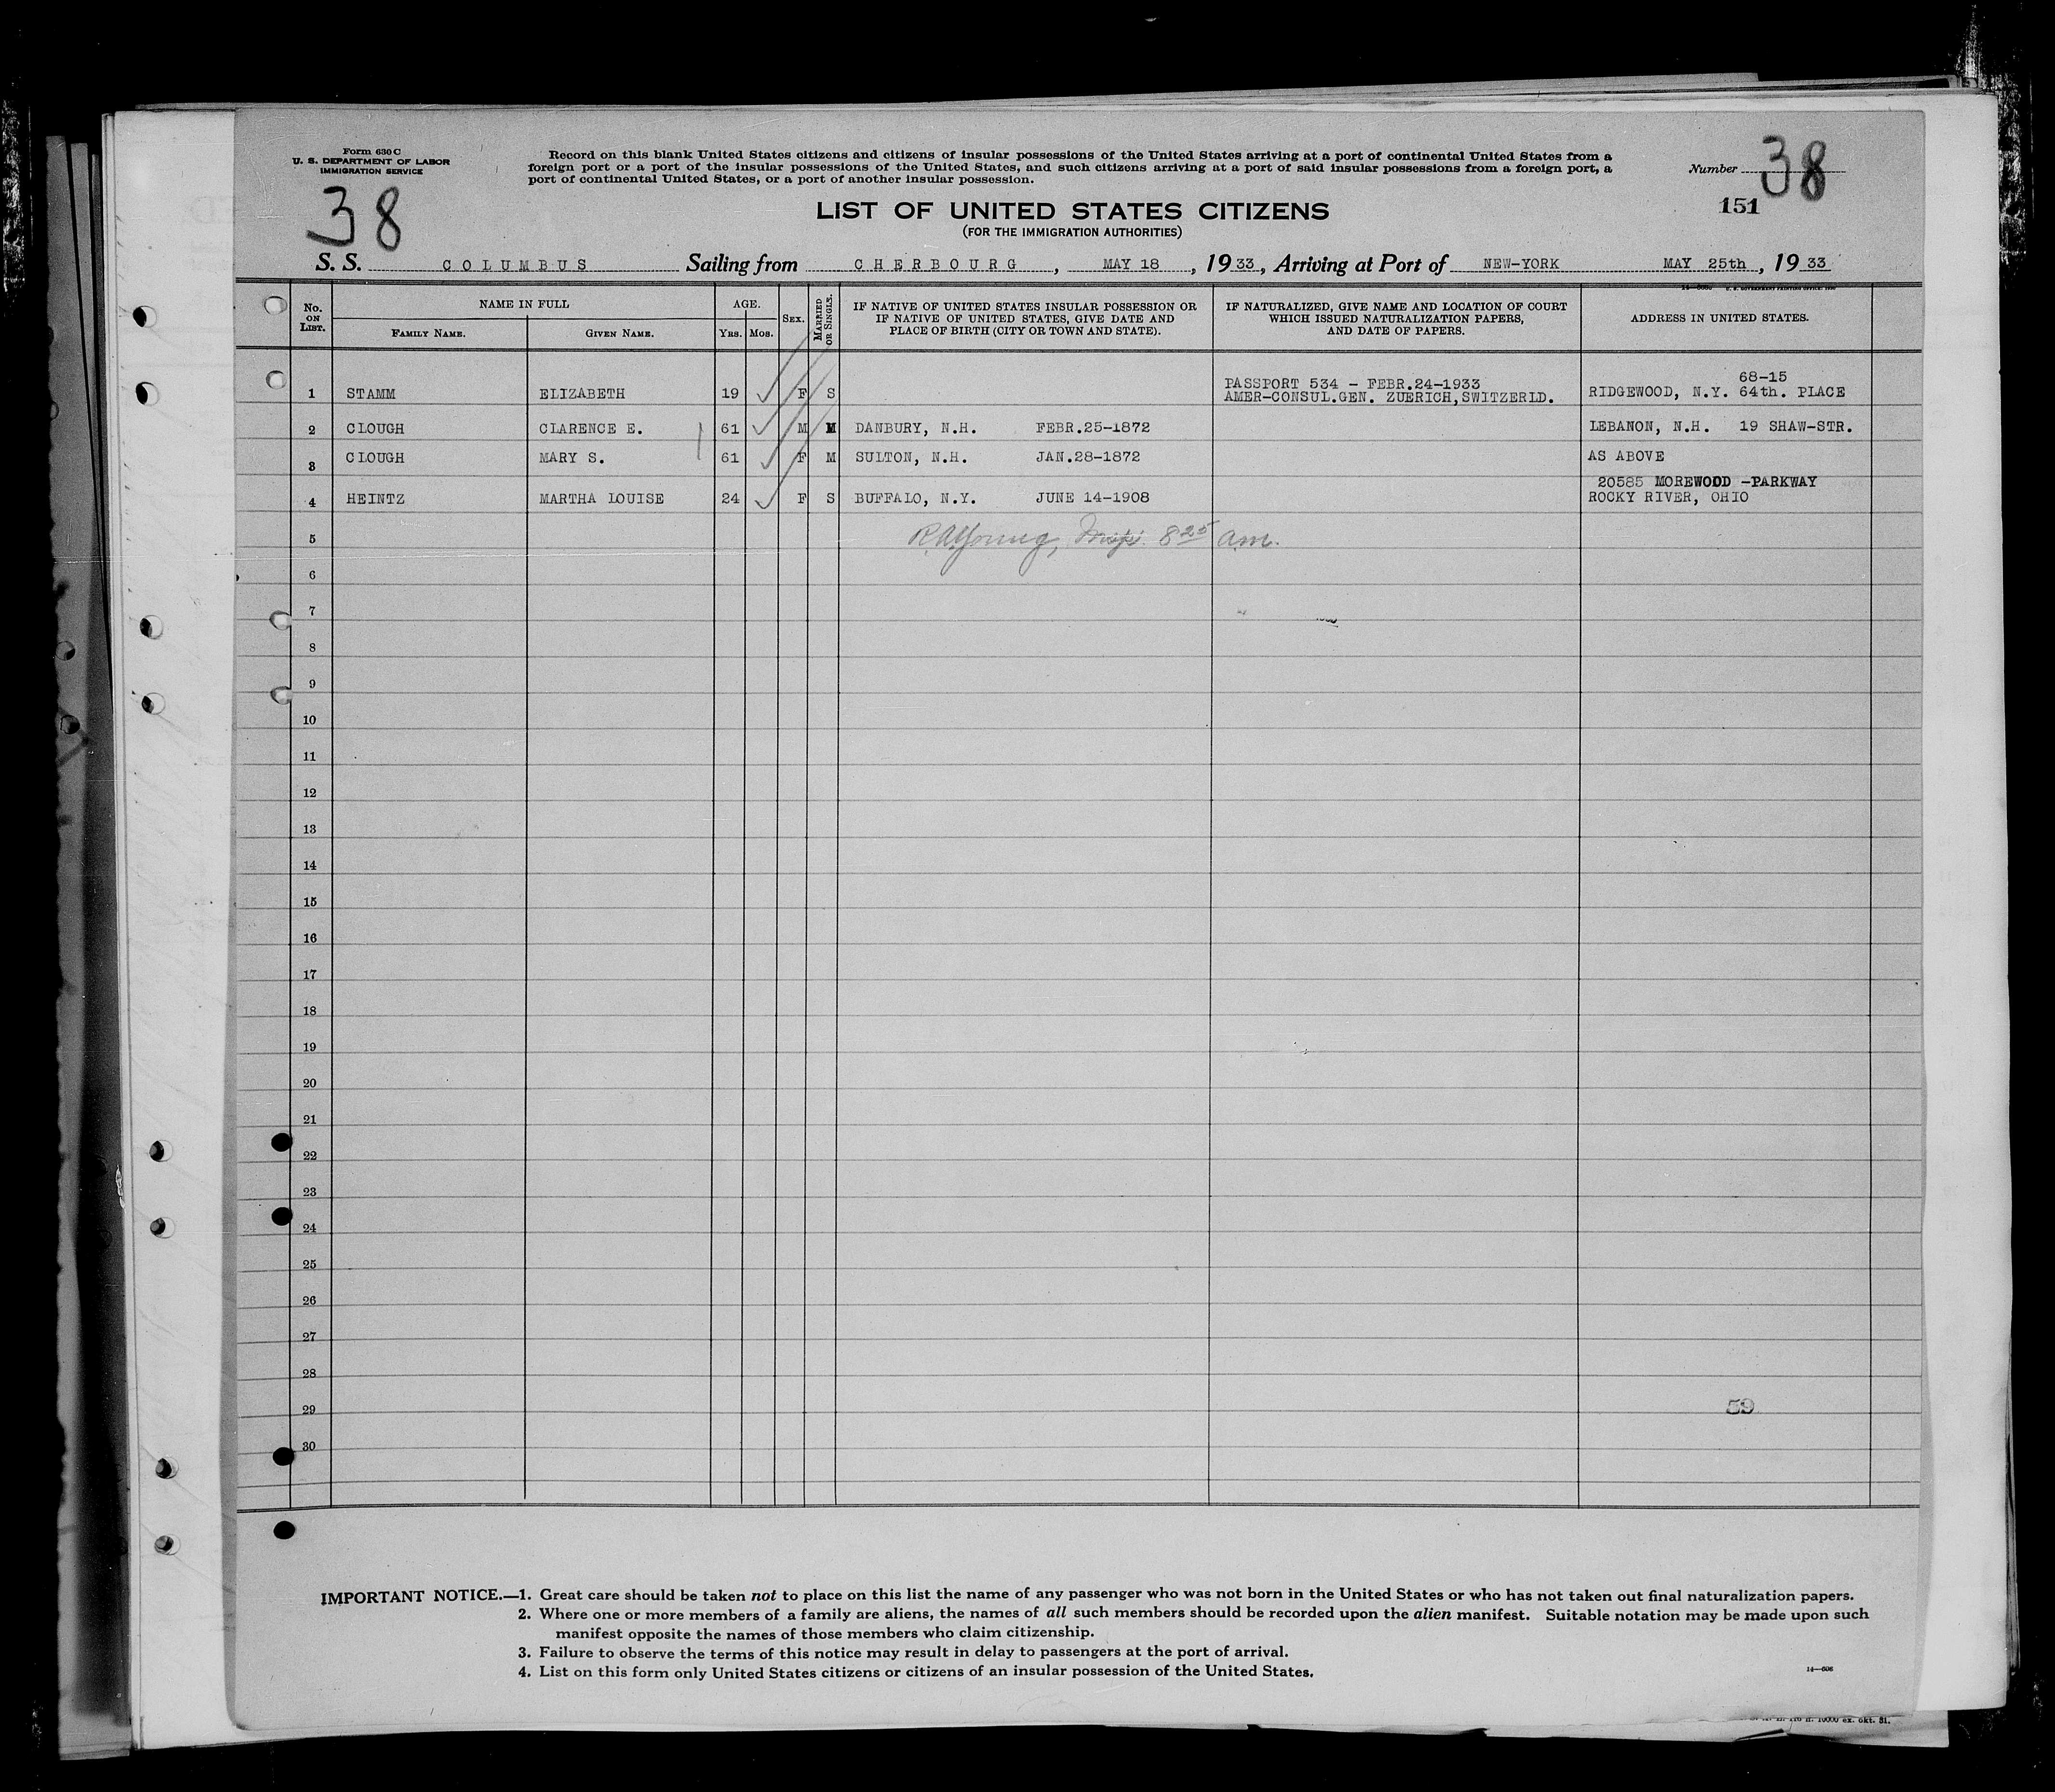 Form 630 C
U. S. DEPARTMENT OF LABOR
IMMIGRATION SERVICE
38
Record on this blank United States citizens and citizens of insular possessions of the United States arriving at a port of continental United States from a
foreign port or a port of the insular possessions of the United States, and such citizens arriving at a port of said insular possessions from a foreign port, a
port of continental United States, or a port of another insular possession.
Number 38
151
LIST OF UNITED STATES CITIZENS
(FOR THE IMMIGRATION AUTHORITIES)
S. S. COLUMBUS Sailing from CHERBOURG, MAY 18, 1933, Arriving at Port of NEW-YORK MAY 25th, 1933
No. ON LIST.
NAME IN FULL
FAMILY NAME.
GIVEN NAME.
AGE.
YRS.
MOS.
SEX.
MARRIED OR SINGLE.
IF NATIVE OF UNITED STATES INSULAR POSSESSION OR
IF NATIVE OF UNITED STATES, GIVE DATE AND
PLACE OF BIRTH (CITY OR TOWN AND STATE).
IF NATURALIZED, GIVE NAME AND LOCATION OF COURT
WHICH ISSUED NATURALIZATION PAPERS,
AND DATE OF PAPERS.
ADDRESS IN UNITED STATES.
1 STAMM ELIZABETH 19 F S PASSPORT 534 - FEBR.24-1933
AMER-CONSUL.GEN. ZUERICH,SWITZERLD.
68-15
RIDGEWOOD, N.Y. 64th. PLACE
2 CLOUGH CLARENCE E. 61 M M DANBURY, N.H. FEBR.25-1872 LEBANON, N.H. 19 SHAW-STR.
3 CLOUGH MARY S. 61 F M SULTON, N.H. JAN.28-1872 AS ABOVE
20585 MOREWOOD -PARKWAY
4 HEINTZ MARTHA LOUISE 24 F S BUFFALO, N.Y. JUNE 14-1908 ROCKY RIVER, OHIO
5 R.A.Young, Insp. 8 25 am.
6
7
8
9
10
11
12
13
14
15
16
17
18
19
20
21
22
23
24
25
26
27
28
29 59
30
IMPORTANT NOTICE.—1. Great care should be taken not to place on this list the name of any passenger who was not born in the United States or who has not taken out final naturalization papers.
2. Where one or more members of a family are aliens, the names of all such members should be recorded upon the alien manifest. Suitable notation may be made upon such
manifest opposite the names of those members who claim citizenship.
3. Failure to observe the terms of this notice may result in delay to passengers at the port of arrival.
4. List on this form only United States citizens or citizens of an insular possession of the United States.
14—606
10000 ex. okt. 31.